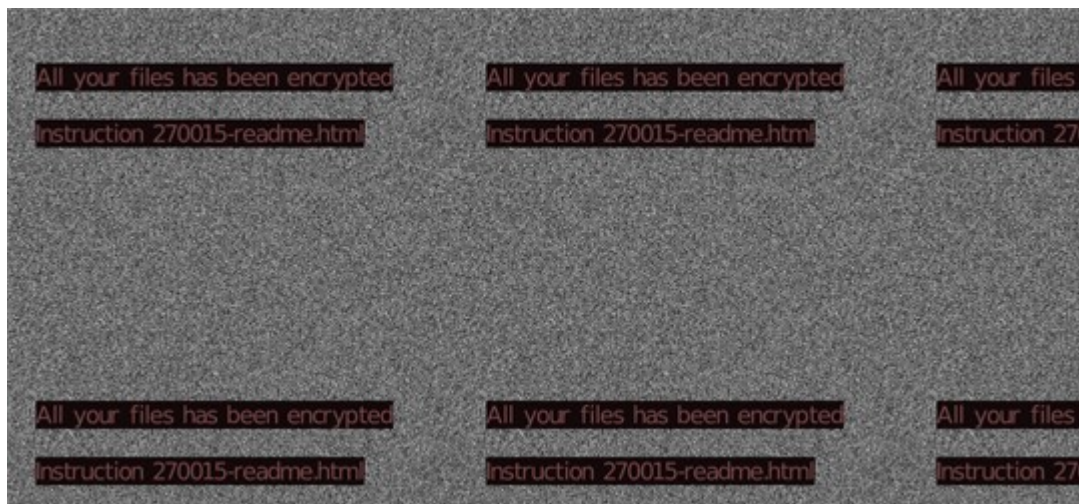 All your files has been encrypted All your files has been encrypted All your files
Instruction 270015-readme.html Instruction 270015-readme.html Instruction 27
All your files has been encrypted All your files has been encrypted All your files
Instruction 270015-readme.html Instruction 270015-readme.html Instruction 27